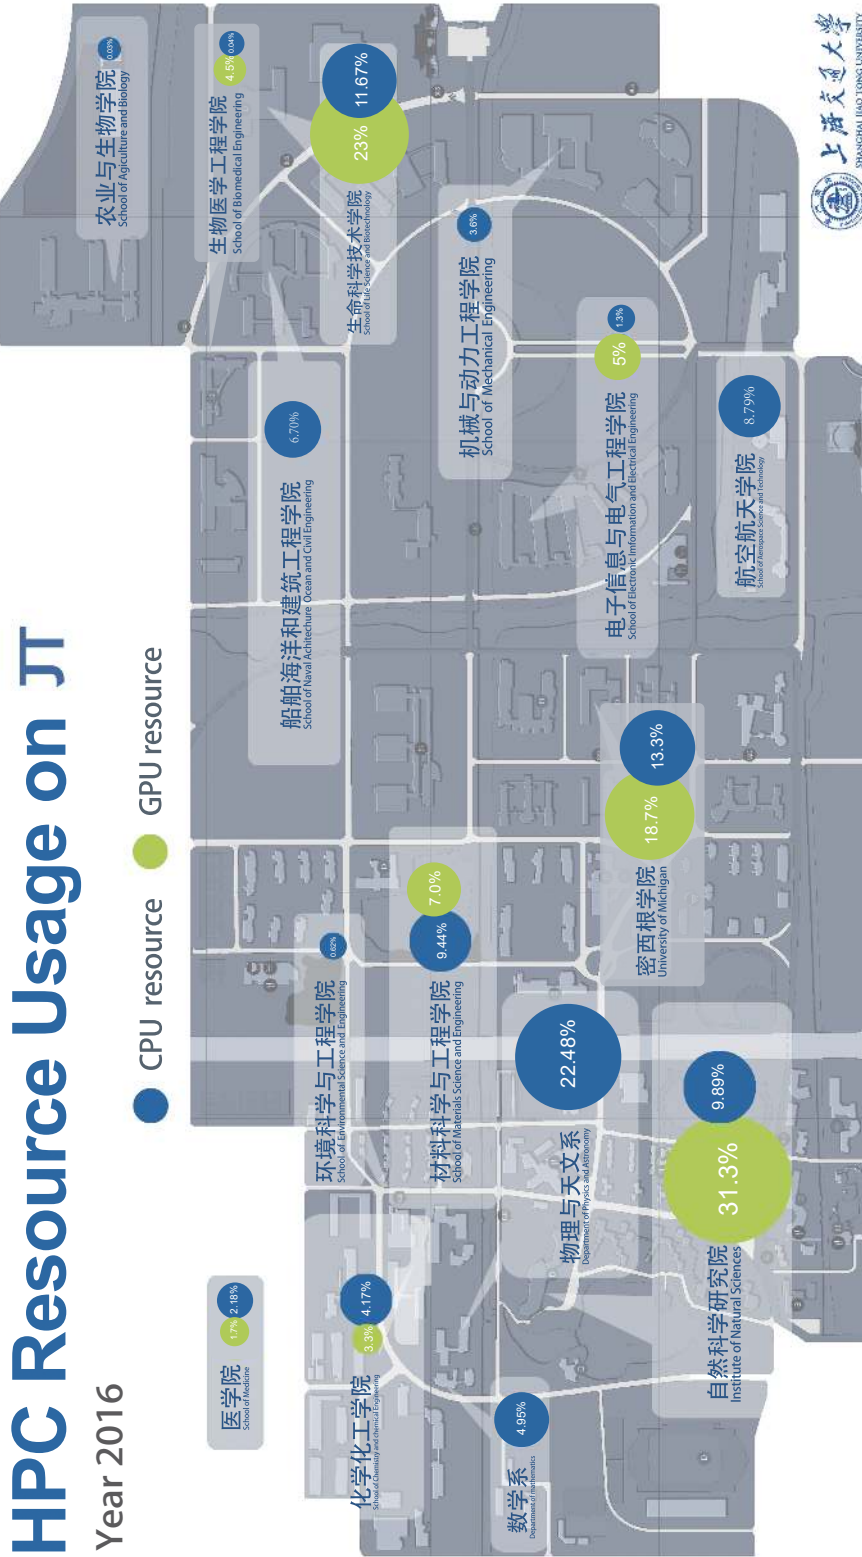 HPC Resource Usage on JT
Year 2016
CPU resource
GPU resource
医学院
School of Medicine
1.7%
2.18%
化学化工学院
School of Chemistry and chemical Engineering
3.3%
4.17%
数学系
Department of mathematics
4.95%
环境科学与工程学院
School of Environmental Science and Engineering
0.62%
材料科学与工程学院
School of Materials Science and Engineering
9.44%
7.0%
物理与天文系
Department of Physics and Astronomy
22.48%
自然科学研究院
Institute of Natural Sciences
31.3%
9.89%
密西根学院
University of Michigan
18.7%
13.3%
船舶海洋和建筑工程学院
School of Naval Achitechure Ocean and Civil Engineering
6.70%
电子信息与电气工程学院
School of Electronic Imformation and Electrical Engineering
5%
1.3%
航空航天学院
School of Aerospace Science and Technology
8.79%
机械与动力工程学院
School of Mechanical Engineering
3.6%
生命科学技术学院
School of Life Science and Biotechnology
23%
11.67%
生物医学工程学院
School of Biomedical Engineering
4.5%
0.04%
农业与生物学院
School of Agiculture and Biology
0.03%
上海交通大学
SHANGHAI JIAO TONG UNIVERSITY